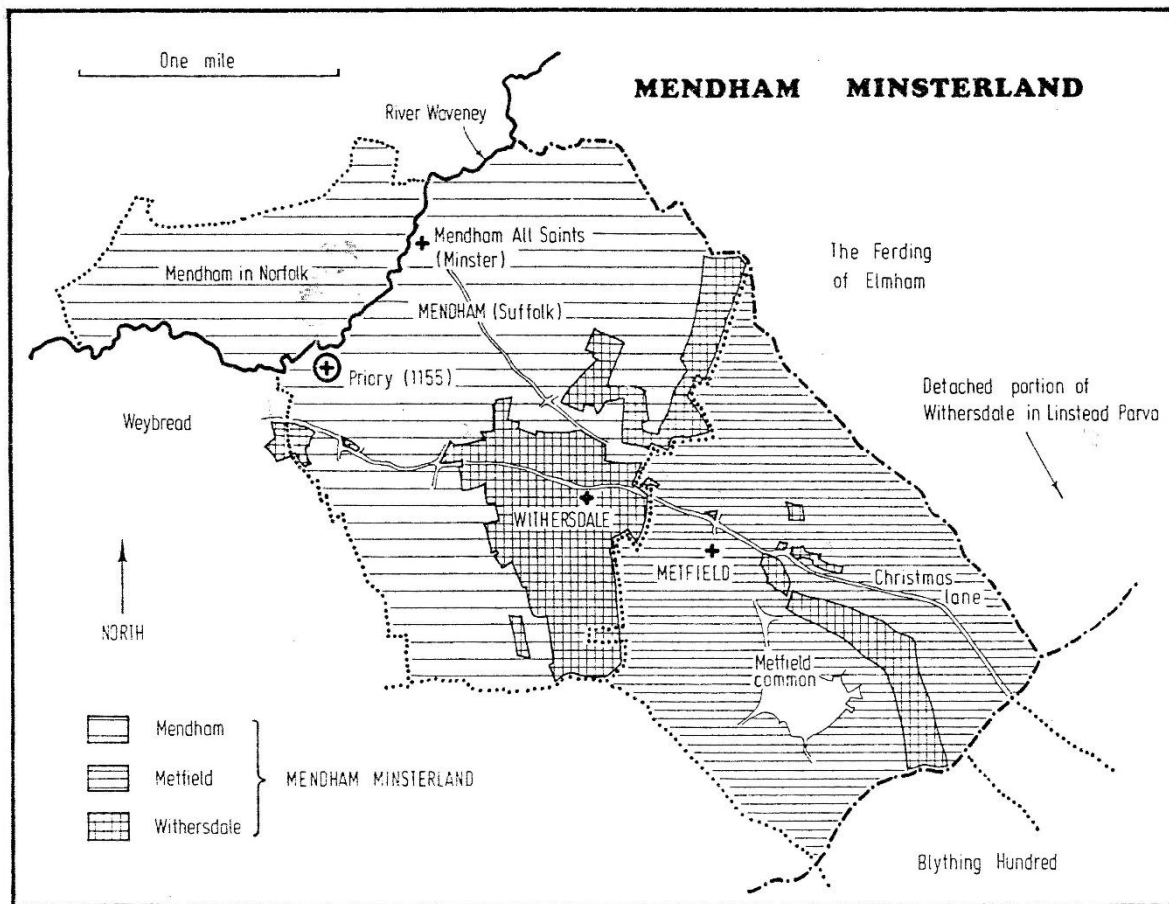 One mile
MENDHAM MINSTERLAND
River Waveney
Mendham All Saints
(Minster)
The Ferding
of Elmham
Mendham in Norfolk
MENDHAM (Suffolk)
Priory (1155)
Detached portion of
Withersdale in Linstead Parva
Weybread
WITHERSDALE
METFIELD
Christmas
lane
NORTH
Metfield
common
Mendham
Metfield
MENDHAM MINSTERLAND
Withersdale
Blything Hundred